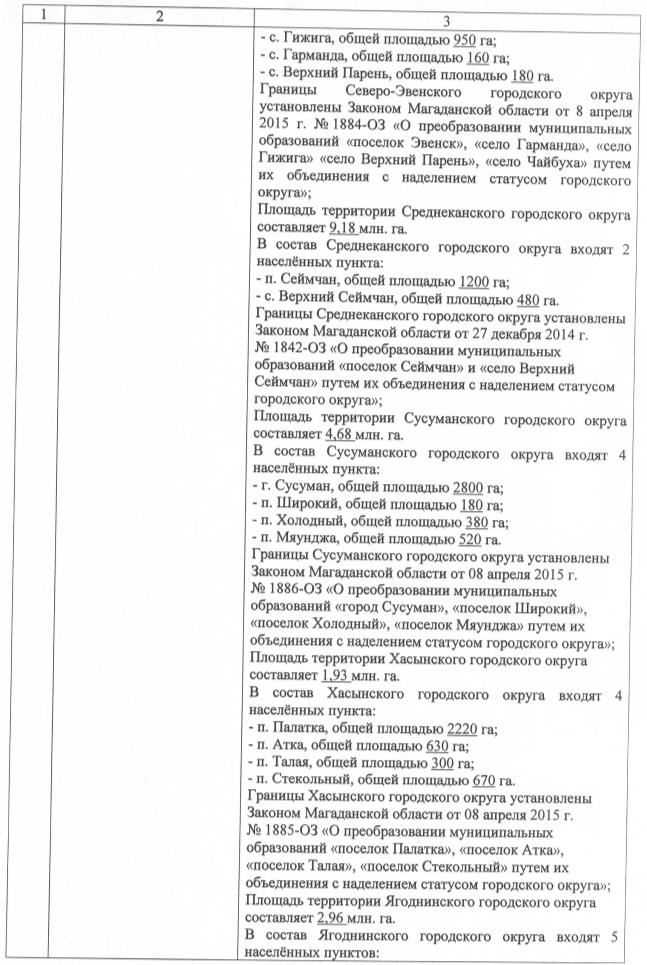 1 2 3
- с. Гижига, общей площадью 950 га;
- с. Гарманда, общей площадью 160 га;
- с. Верхний Парень, общей площадью 180 га.
Границы Северо-Эвенского городского округа
установлены Законом Магаданской области от 8 апреля
2015 г. № 1884-ОЗ «О преобразовании муниципальных
образований «поселок Эвенск», «село Гарманда», «село
Гижига» «село Верхний Парень», «село Чайбуха» путем
их объединения с наделением статусом городского
округа»;
Площадь территории Среднеканского городского округа
составляет 9,18 млн. га.
В состав Среднеканского городского округа входят 2
населённых пункта:
- п. Сеймчан, общей площадью 1200 га;
- с. Верхний Сеймчан, общей площадью 480 га.
Границы Среднеканского городского округа установлены
Законом Магаданской области от 27 декабря 2014 г.
№ 1842-ОЗ «О преобразовании муниципальных
образований «поселок Сеймчан» и «село Верхний
Сеймчан» путем их объединения с наделением статусом
городского округа»;
Площадь территории Сусуманского городского округа
составляет 4,68 млн. га.
В состав Сусуманского городского округа входят 4
населённых пункта:
- г. Сусуман, общей площадью 2800 га;
- п. Широкий, общей площадью 180 га;
- п. Холодный, общей площадью 380 га;
- п. Мяунджа, общей площадью 520 га.
Границы Сусуманского городского округа установлены
Законом Магаданской области от 08 апреля 2015 г.
№ 1886-ОЗ «О преобразовании муниципальных
образований «город Сусуман», «поселок Широкий»,
«поселок Холодный», «поселок Мяунджа» путем их
объединения с наделением статусом городского округа»;
Площадь территории Хасынского городского округа
составляет 1,93 млн. га.
В состав Хасынского городского округа входят 4
населённых пункта:
- п. Палатка, общей площадью 2220 га;
- п. Атка, общей площадью 630 га;
- п. Талая, общей площадью 300 га;
- п. Стекольный, общей площадью 670 га.
Границы Хасынского городского округа установлены
Законом Магаданской области от 08 апреля 2015 г.
№ 1885-ОЗ «О преобразовании муниципальных
образований «поселок Палатка», «поселок Атка»,
«поселок Талая», «поселок Стекольный» путем их
объединения с наделением статусом городского округа»;
Площадь территории Ягоднинского городского округа
составляет 2,96 млн. га.
В состав Ягоднинского городского округа входят 5
населённых пунктов: